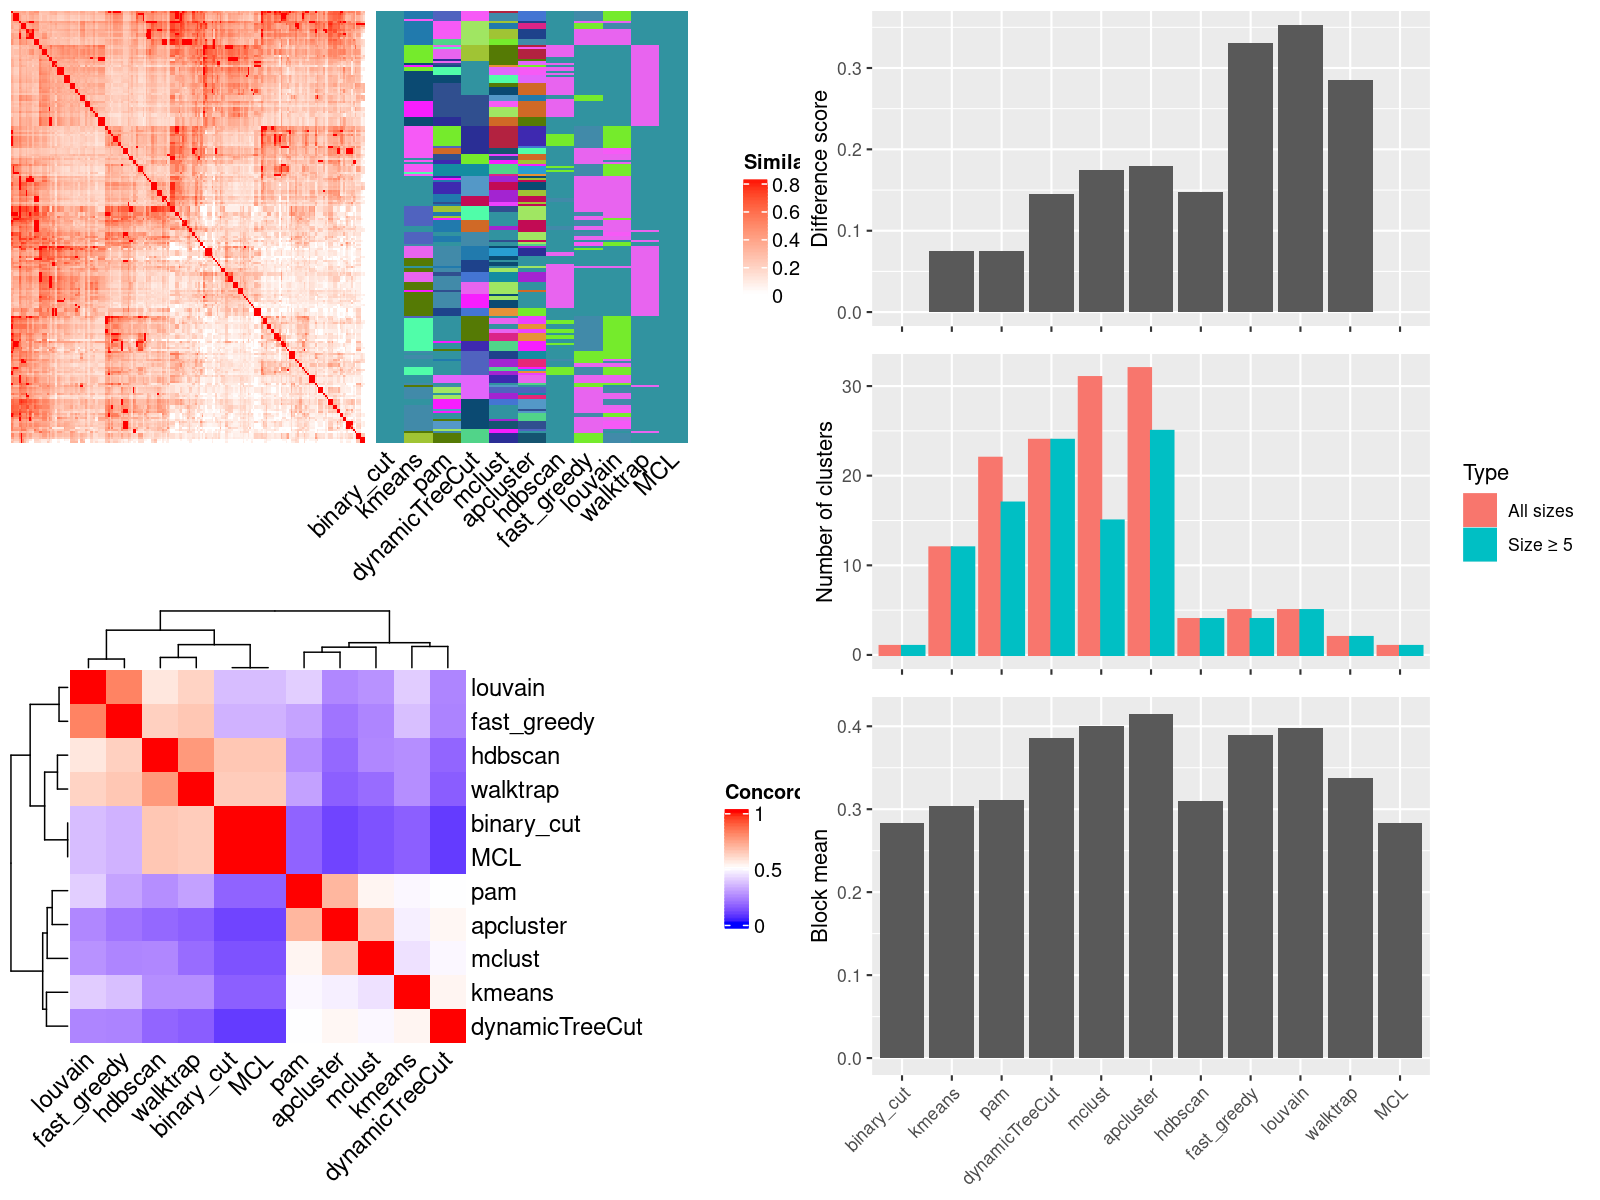 Simila
0.8
0.6
0.4
0.2
0
binary_cut
kmeans
pam
dynamicTreeCut
mclust
apcluster
hdbscan
fast_greedy
louvain
walktrap
MCL
louvain
fast_greedy
hdbscan
walktrap
binary_cut
MCL
pam
apcluster
mclust
kmeans
dynamicTreeCut
louvain
fast_greedy
hdbscan
walktrap
binary_cut
MCL
pam
apcluster
mclust
kmeans
dynamicTreeCut
Concord
1
0.5
0
Difference score
0.3
0.2
0.1
0.0
Number of clusters
30
20
10
0
Type
All sizes
Size ≥ 5
Block mean
0.4
0.3
0.2
0.1
0.0
binary_cut
kmeans
pam
dynamicTreeCut
mclust
apcluster
hdbscan
fast_greedy
louvain
walktrap
MCL